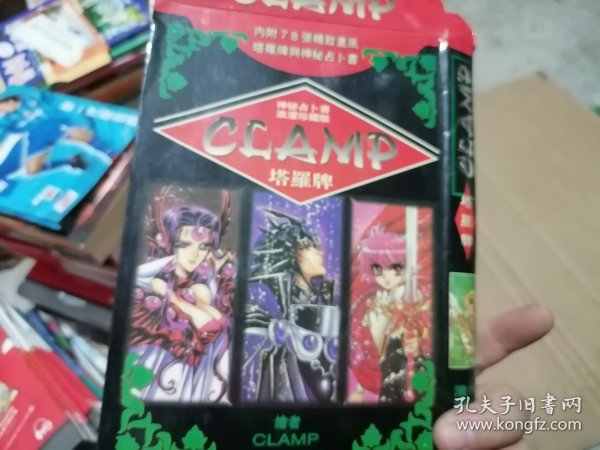 CLAMP
內附78張精緻畫風
塔羅牌與神秘占卜書
神秘占卜書
浪漫珍藏版
CLAMP
塔羅牌
繪者
CLAMP
CLAMP
孔夫子旧书网
www.kongfz.com